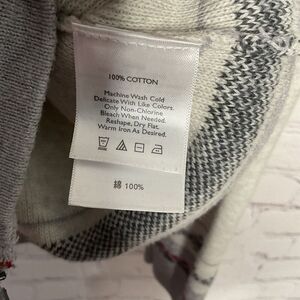 100% COTTON
Machine Wash Cold
Delicate With Like Colors.
Only Non-Chlorine
Bleach When Needed.
Reshape, Dry Flat.
Warm Iron As Desired.
綿 100%